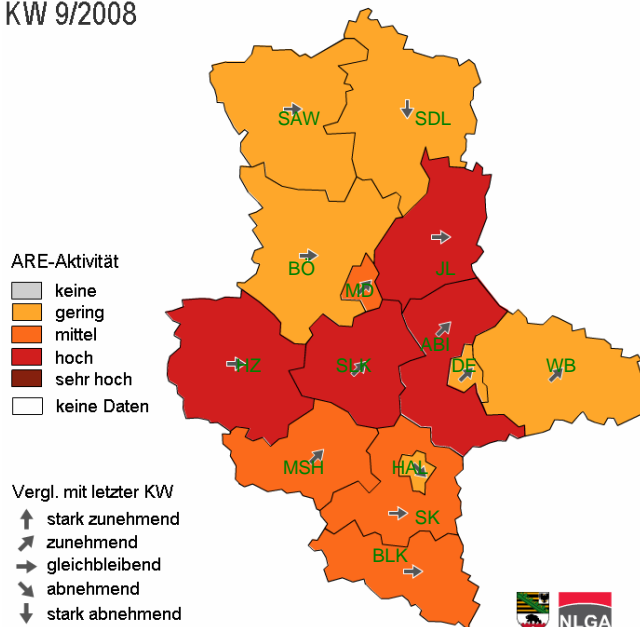 KW 9/2008
SAW
SDL
BÖ
MD
JL
ARE-Aktivität
keine
gering
mittel
hoch
sehr hoch
keine Daten
HZ
SLK
ABI
DE
WB
MSH
HAL
SK
BLK
Vergl. mit letzter KW
stark zunehmend
zunehmend
gleichbleibend
abnehmend
stark abnehmend
NLGA